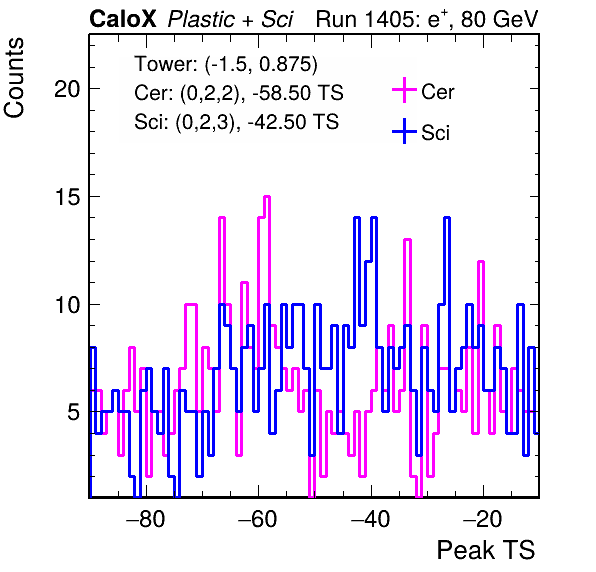 CaloX Plastic + Sci Run 1405: e+, 80 GeV
Counts
Tower: (-1.5, 0.875)
Cer: (0,2,2), -58.50 TS
Sci: (0,2,3), -42.50 TS
Cer
Sci
20
15
10
5
−80 −60 −40 −20
Peak TS